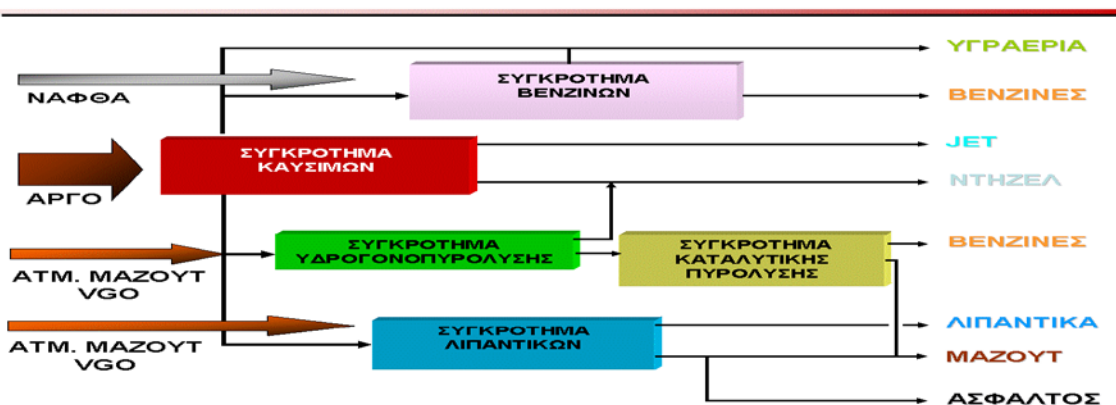 ΥΓΡΑΕΡΙΑ
ΣΥΓΚΡΟΤΗΜΑ
ΒΕΝΖΙΝΩΝ
ΝΑΦΘΑ
ΒΕΝΖΙΝΕΣ
ΣΥΓΚΡΟΤΗΜΑ
ΚΑΥΣΙΜΩΝ
JET
ΑΡΓΟ
ΝΤΗΖΕΛ
ΣΥΓΚΡΟΤΗΜΑ
ΥΔΡΟΓΟΝΟΠΥΡΟΛΥΣΗΣ
ΣΥΓΚΡΟΤΗΜΑ
ΚΑΤΑΛΥΤΙΚΗΣ
ΠΥΡΟΛΥΣΗΣ
ΒΕΝΖΙΝΕΣ
ΑΤΜ. ΜΑΖΟΥΤ
VGO
ΣΥΓΚΡΟΤΗΜΑ
ΛΙΠΑΝΤΙΚΩΝ
ΛΙΠΑΝΤΙΚΑ
ΑΤΜ. ΜΑΖΟΥΤ
VGO
ΜΑΖΟΥΤ
ΑΣΦΑΛΤΟΣ